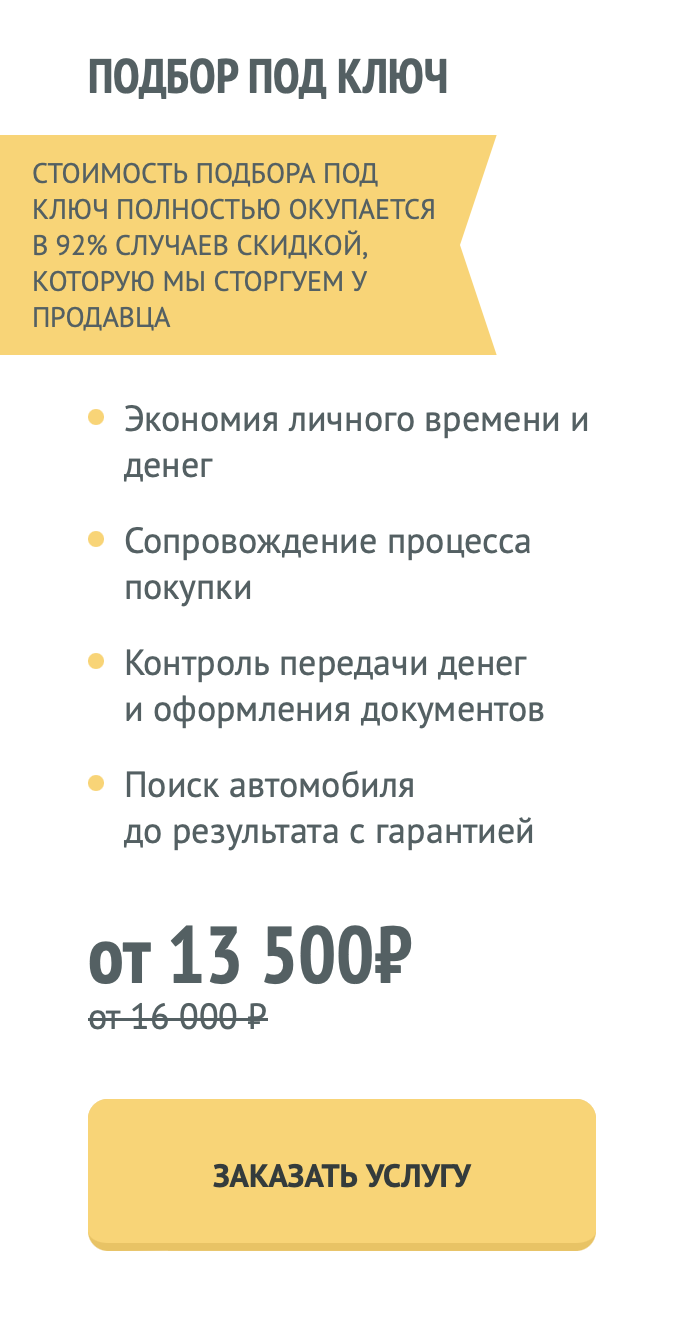 ПОДБОР ПОД КЛЮЧ
СТОИМОСТЬ ПОДБОРА ПОД
КЛЮЧ ПОЛНОСТЬЮ ОКУПАЕТСЯ
В 92% СЛУЧАЕВ СКИДКОЙ,
КОТОРУЮ МЫ СТОРГУЕМ У
ПРОДАВЦА
Экономия личного времени и
денег
Сопровождение процесса
покупки
Контроль передачи денег
и оформления документов
Поиск автомобиля
до результата с гарантией
от 13 500₽
от 16 000 ₽
ЗАКАЗАТЬ УСЛУГУ